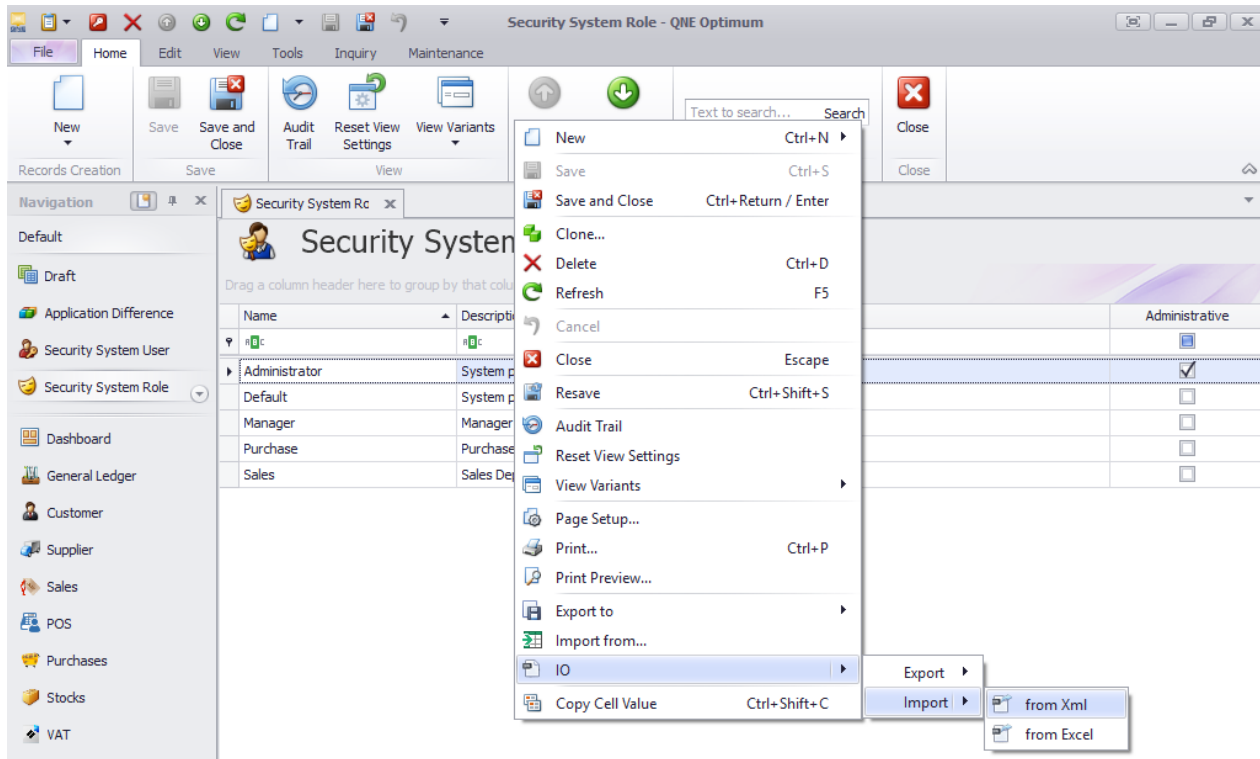 Security System Role - QNE Optimum
File Home Edit View Tools Inquiry Maintenance
New
Save
Save and
Close
Audit
Trail
Reset View
Settings
View Variants
Text to search... Search
Close
Records Creation Save View Close
Navigation
Default
Draft
Application Difference
Security System User
Security System Role
Dashboard
General Ledger
Customer
Supplier
Sales
POS
Purchases
Stocks
VAT
Security System Ro
Security System
Drag a column header here to group by that colu
Name Descripti Administrative
Administrator System p
Default System p
Manager Manager
Purchase Purchase
Sales Sales Dep
New Ctrl+N
Save Ctrl+S
Save and Close Ctrl+Return / Enter
Clone...
Delete Ctrl+D
Refresh F5
Cancel
Close Escape
Resave Ctrl+Shift+S
Audit Trail
Reset View Settings
View Variants
Page Setup...
Print... Ctrl+P
Print Preview...
Export to
Import from...
IO
Copy Cell Value Ctrl+Shift+C
Export
Import
from Xml
from Excel